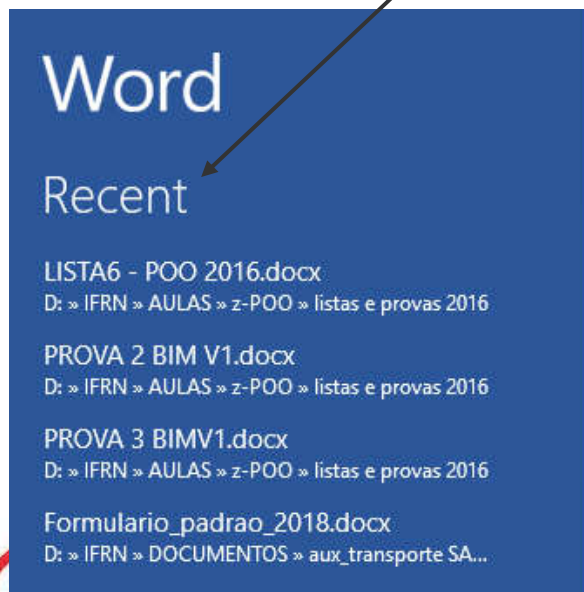 Word
Recent
LISTA6 - POO 2016.docx
D: » IFRN » AULAS » z-POO » listas e provas 2016
PROVA 2 BIM V1.docx
D: » IFRN » AULAS » z-POO » listas e provas 2016
PROVA 3 BIMV1.docx
D: » IFRN » AULAS » z-POO » listas e provas 2016
Formulario_padrao_2018.docx
D: » IFRN » DOCUMENTOS » aux_transporte SA...